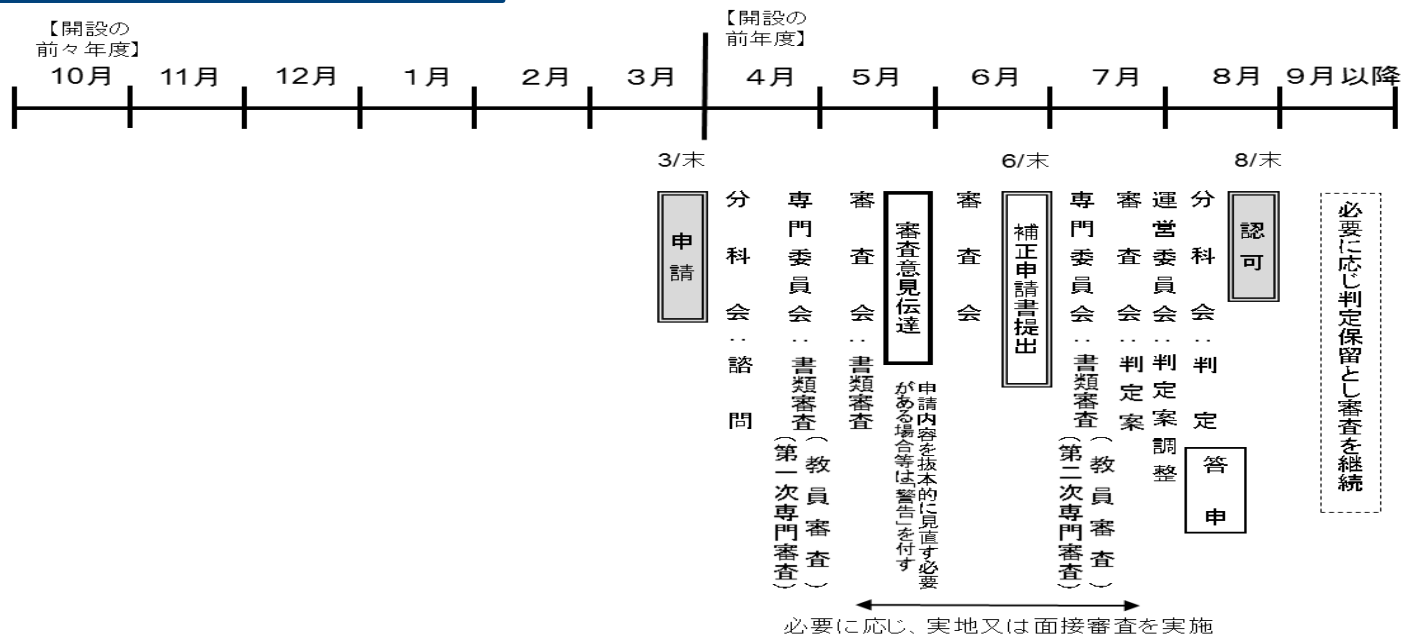 【開設の
前々年度】
【開設の
前年度】
10月 11月 12月 1月 2月 3月 4月 5月 6月 7月 8月 9月以降
3/末
6/末
8/末
申請
分科会：諮問
専門委員会：書類審査
（教員審査）
（第一次専門審査）
審査会：書類審査
審査意見伝達
申請内容を抜本的に見直す必要
がある場合等は、「警告」を付す
審査会
補正申請書提出
専門委員会：書類審査
（教員審査）
（第二次専門審査）
審査会：判定案
運営委員会：判定案調整
分科会：判定
答申
認可
必要に応じ判定保留とし審査を継続
必要に応じ、実地又は面接審査を実施